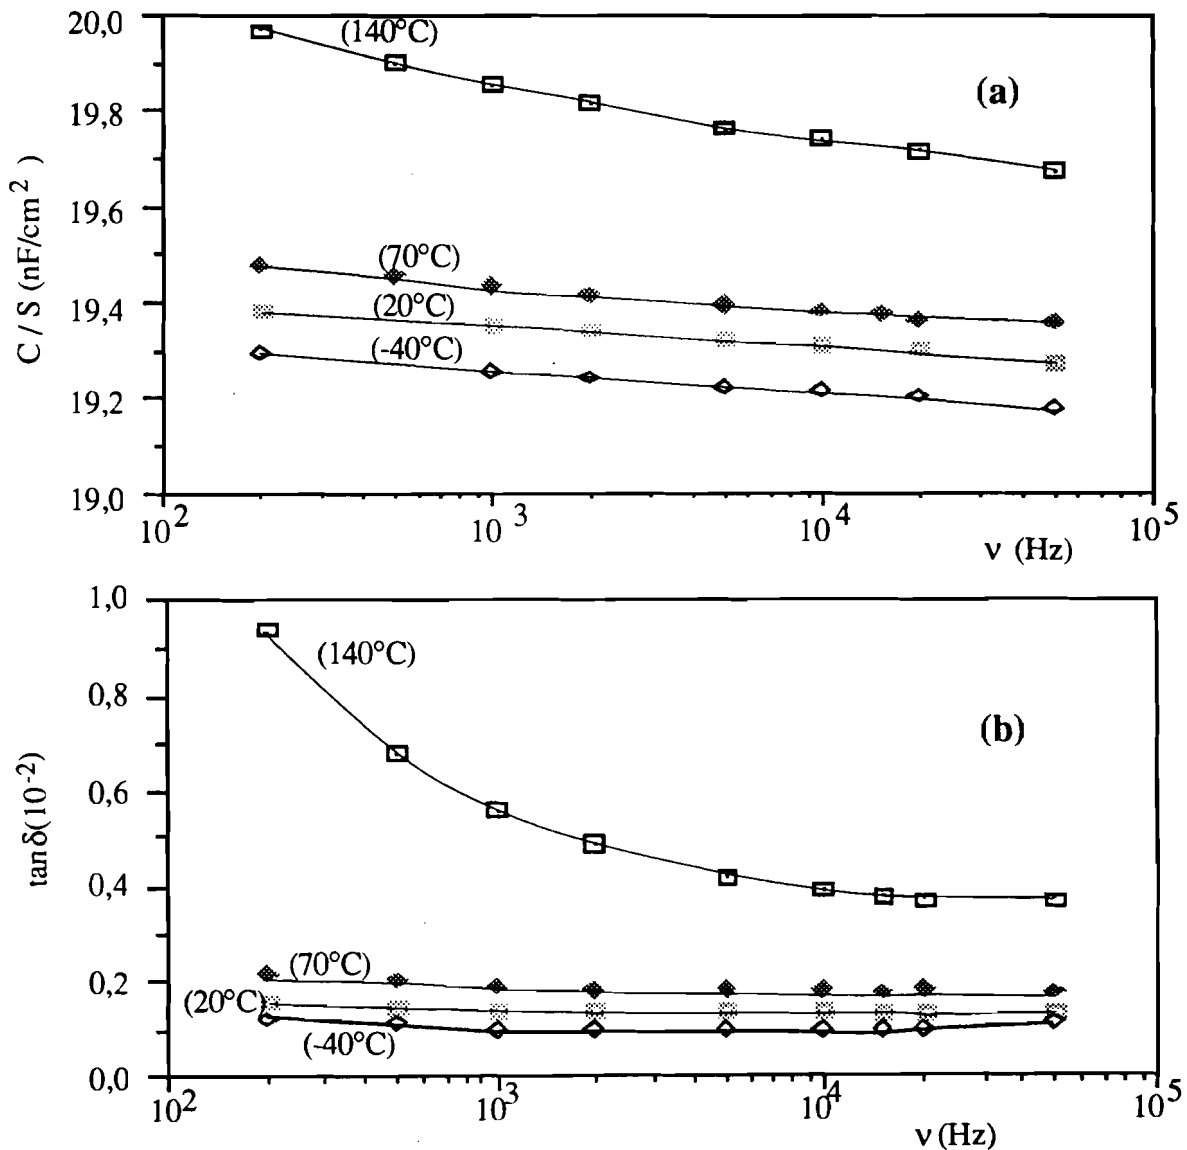 20,0
(140°C)
(a)
19,8
C / S (nF/cm²)
19,6
(70°C)
19,4
(20°C)
(-40°C)
19,2
19,0
10² 10³ 10⁴ 10⁵
ν (Hz)
1,0
(140°C)
0,8
(b)
tanδ(10⁻²)
0,6
0,4
(70°C)
0,2
(20°C)
(-40°C)
0,0
10² 10³ 10⁴ 10⁵
ν (Hz)